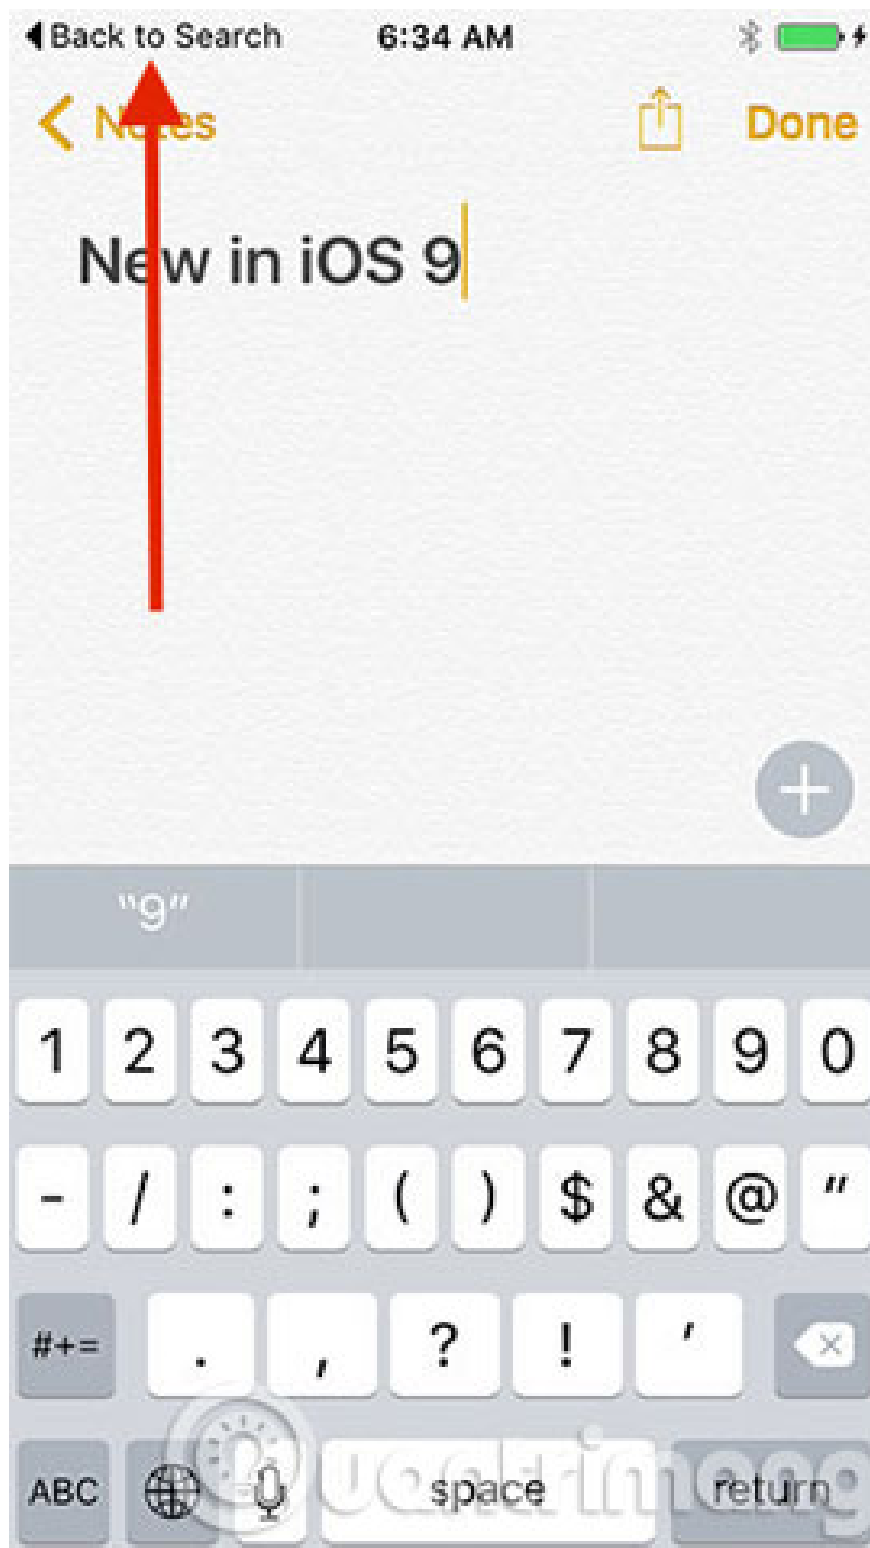 Back to Search 6:34 AM
Notes Done
New in iOS 9
"9"
1 2 3 4 5 6 7 8 9 0
- / : ; ( ) $ & @ "
#+= . , ? ! '
ABC space return
Quantrimang